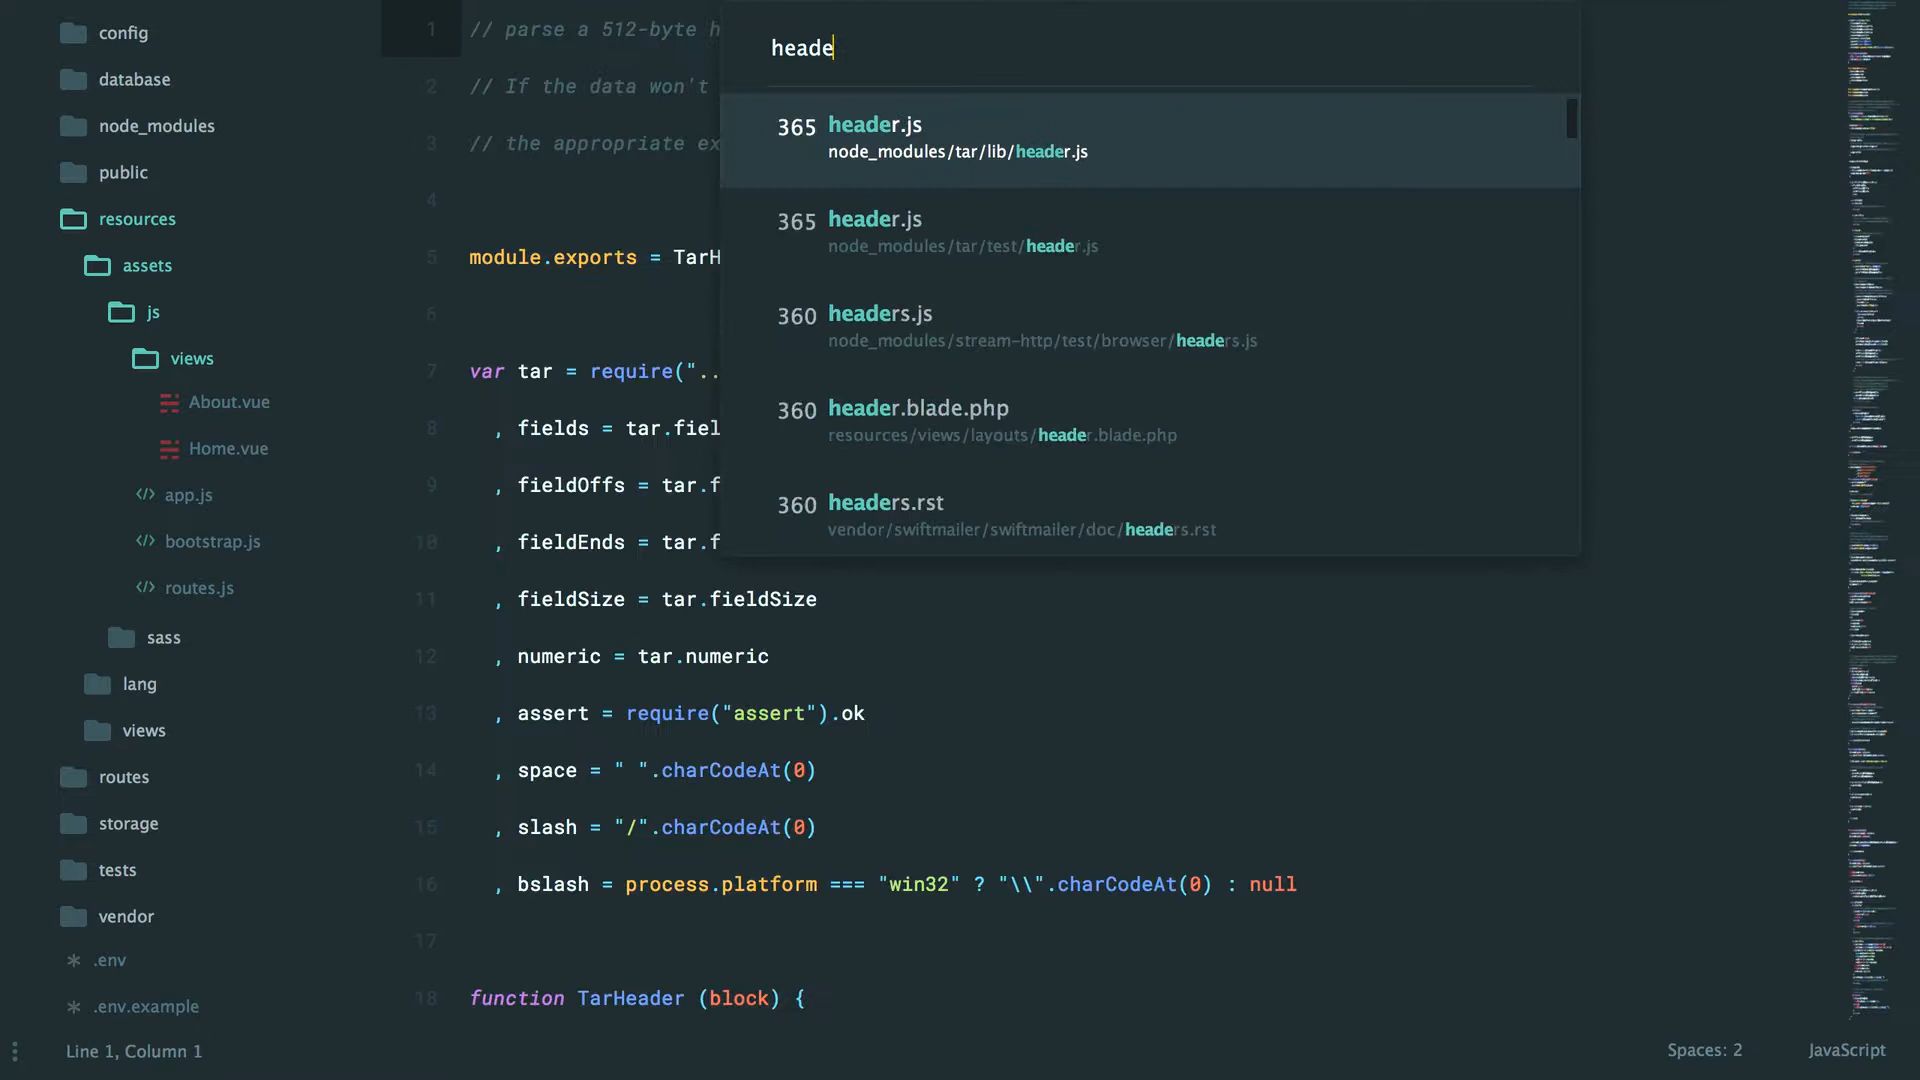 config
database
node_modules
public
resources
assets
js
views
About.vue
Home.vue
</> app.js
</> bootstrap.js
</> routes.js
sass
lang
views
routes
storage
tests
vendor
* .env
* .env.example
1 // parse a 512-byte h
2 // If the data won't
3 // the appropriate ex
4
5 module.exports = TarH
6
7 var tar = require("..
8 , fields = tar.fiel
9 , fieldOffs = tar.f
10 , fieldEnds = tar.f
11 , fieldSize = tar.fieldSize
12 , numeric = tar.numeric
13 , assert = require("assert").ok
14 , space = " ".charCodeAt(0)
15 , slash = "/".charCodeAt(0)
16 , bslash = process.platform === "win32" ? "\\".charCodeAt(0) : null
17
18 function TarHeader (block) {
heade
365 header.js
node_modules/tar/lib/header.js
365 header.js
node_modules/tar/test/header.js
360 headers.js
node_modules/stream-http/test/browser/headers.js
360 header.blade.php
resources/views/layouts/header.blade.php
360 headers.rst
vendor/swiftmailer/swiftmailer/doc/headers.rst
Line 1, Column 1
Spaces: 2
JavaScript